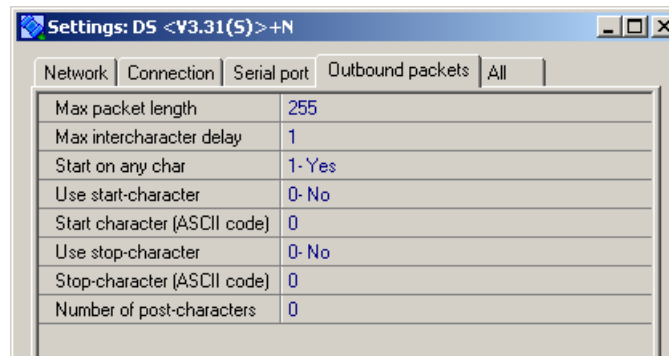 Settings: DS <V3.31(S)>+N
Network Connection Serial port Outbound packets All
Max packet length 255
Max intercharacter delay 1
Start on any char 1- Yes
Use start-character 0- No
Start character (ASCII code) 0
Use stop-character 0- No
Stop-character (ASCII code) 0
Number of post-characters 0